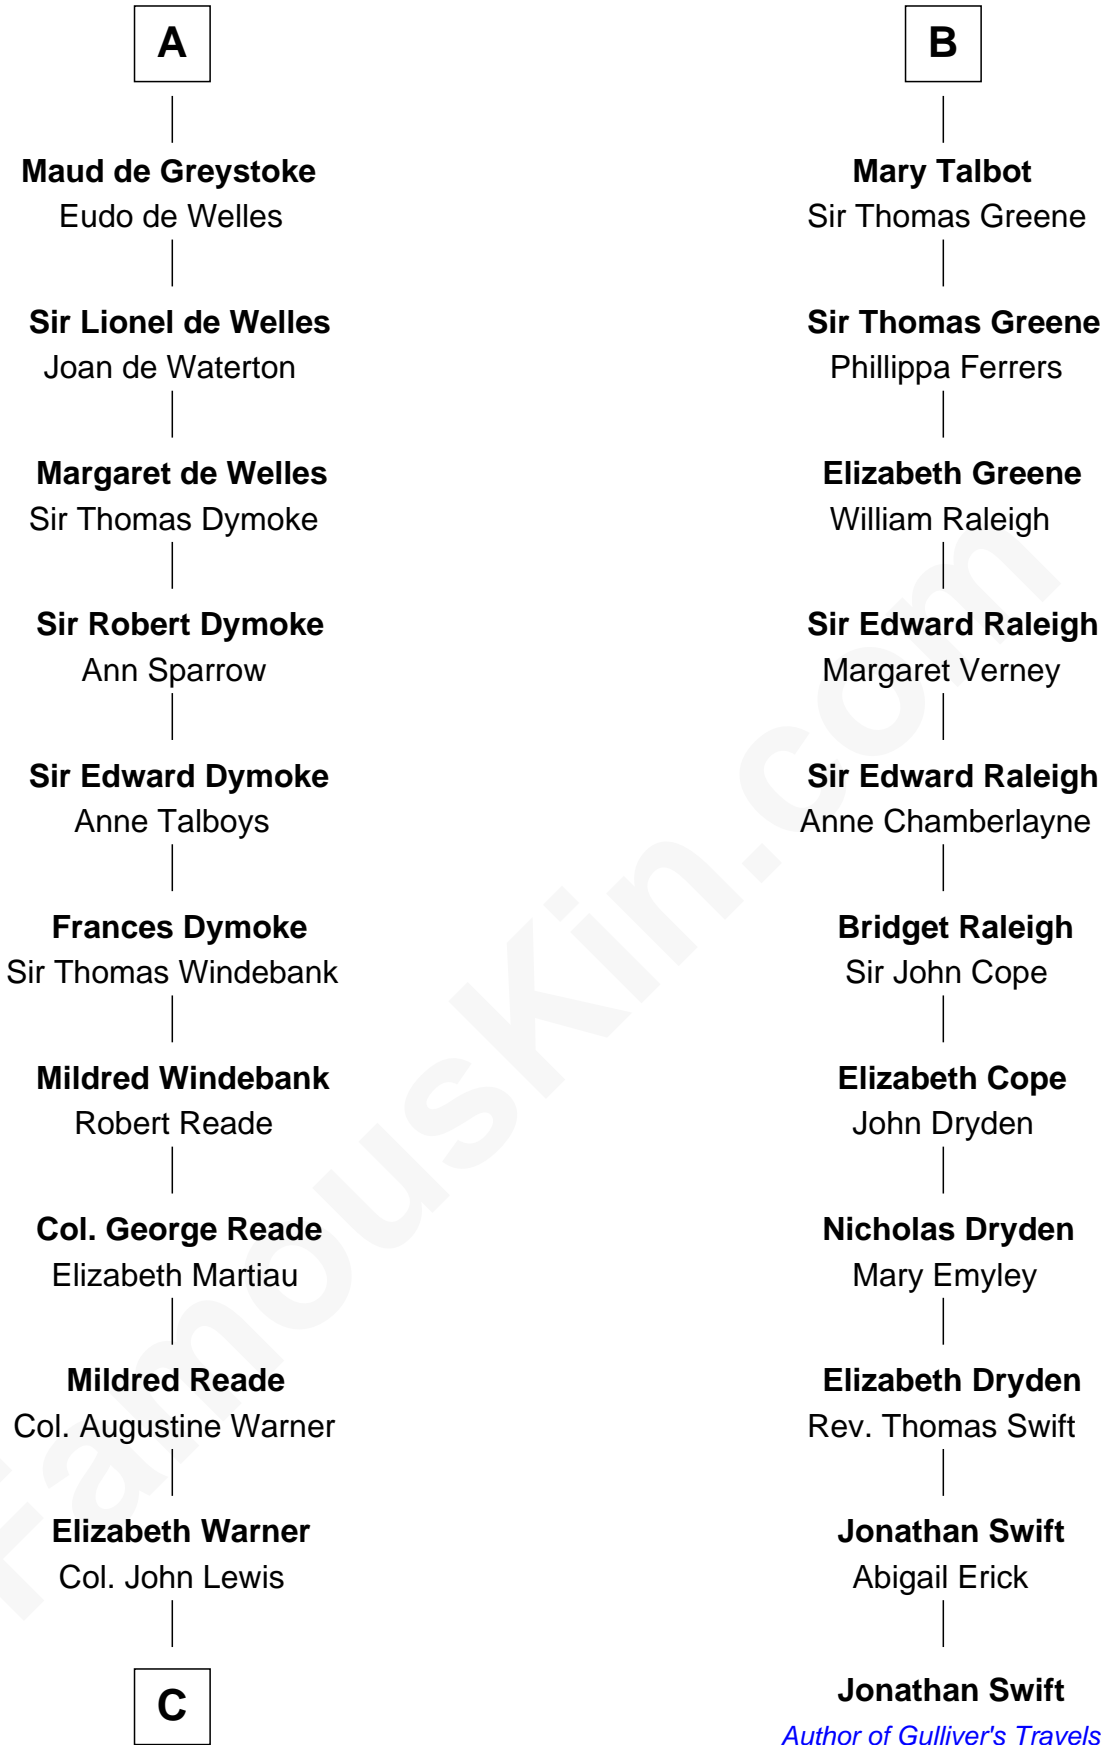 A
Maud de Greystoke
Eudo de Welles
Sir Lionel de Welles
Joan de Waterton
Margaret de Welles
Sir Thomas Dymoke
Sir Robert Dymoke
Ann Sparrow
Sir Edward Dymoke
Anne Talboys
Frances Dymoke
Sir Thomas Windebank
Mildred Windebank
Robert Reade
Col. George Reade
Elizabeth Martiau
Mildred Reade
Col. Augustine Warner
Elizabeth Warner
Col. John Lewis
C
B
Mary Talbot
Sir Thomas Greene
Sir Thomas Greene
Phillippa Ferrers
Elizabeth Greene
William Raleigh
Sir Edward Raleigh
Margaret Verney
Sir Edward Raleigh
Anne Chamberlayne
Bridget Raleigh
Sir John Cope
Elizabeth Cope
John Dryden
Nicholas Dryden
Mary Emyley
Elizabeth Dryden
Rev. Thomas Swift
Jonathan Swift
Abigail Erick
Jonathan Swift
Author of Gulliver's Travels
FamousKin.com